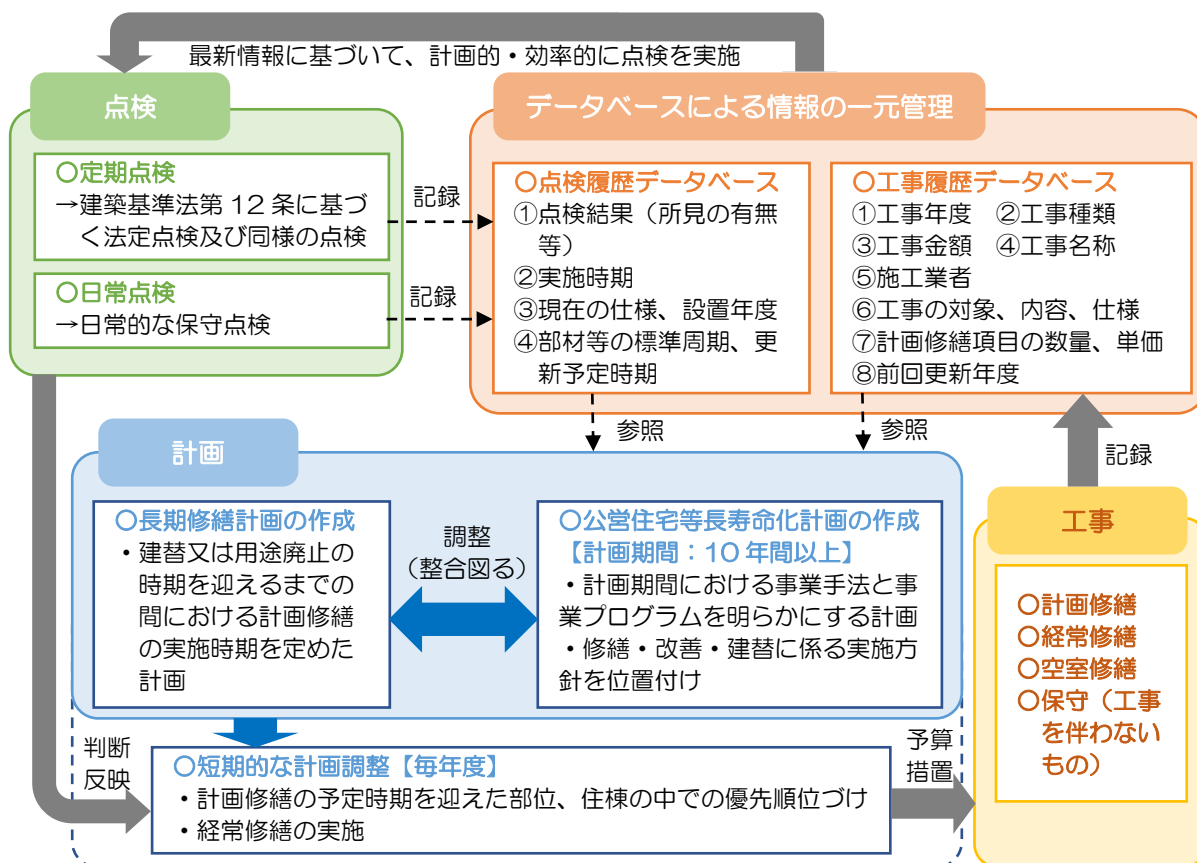 最新情報に基づいて、計画的・効率的に点検を実施
点検
〇定期点検
→建築基準法第 12 条に基づ
く法定点検及び同様の点検
〇日常点検
→日常的な保守点検
記録
記録
データベースによる情報の一元管理
〇点検履歴データベース
①点検結果（所見の有無
等）
②実施時期
③現在の仕様、設置年度
④部材等の標準周期、更
新予定時期
〇工事履歴データベース
①工事年度　②工事種類
③工事金額　④工事名称
⑤施工業者
⑥工事の対象、内容、仕様
⑦計画修繕項目の数量、単価
⑧前回更新年度
参照
参照
記録
計画
〇長期修繕計画の作成
・建替又は用途廃止の
時期を迎えるまでの
間における計画修繕
の実施時期を定めた
計画
調整
（整合図る）
〇公営住宅等長寿命化計画の作成
【計画期間：10 年間以上】
・計画期間における事業手法と事
業プログラムを明らかにする計画
・修繕・改善・建替に係る実施方
針を位置付け
判断
反映
〇短期的な計画調整【毎年度】
・計画修繕の予定時期を迎えた部位、住棟の中での優先順位づけ
・経常修繕の実施
予算
措置
工事
〇計画修繕
〇経常修繕
〇空室修繕
〇保守（工事
を伴わない
もの）